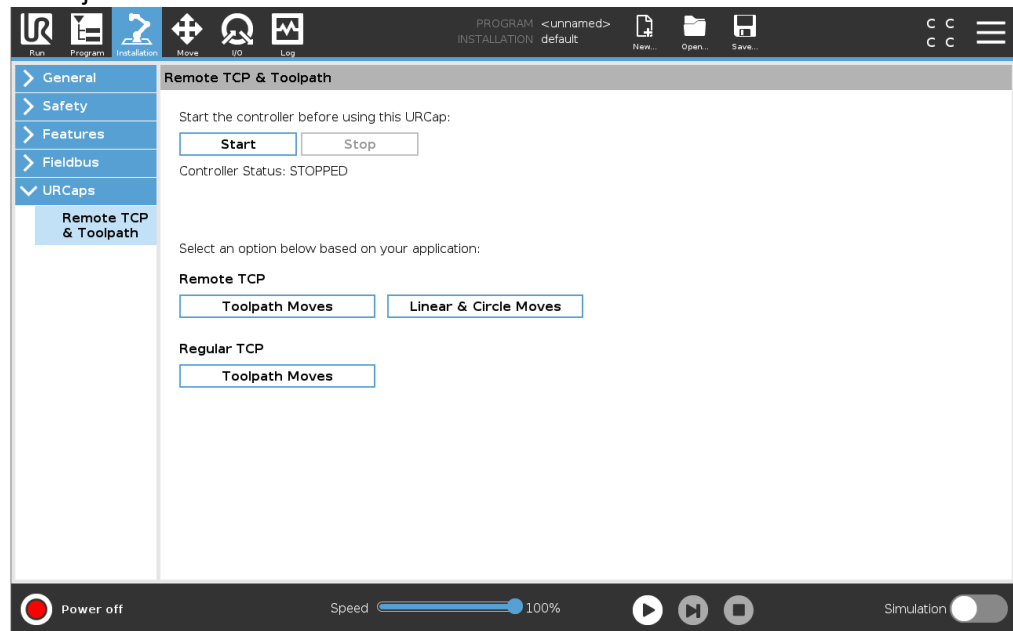 PROGRAM <unnamed>
INSTALLATION default
C C
C C
Run Program Installation Move I/O Log New... Open... Save...
General
Safety
Features
Fieldbus
URCaps
Remote TCP
& Toolpath
Remote TCP & Toolpath
Start the controller before using this URCap:
Start Stop
Controller Status: STOPPED
Select an option below based on your application:
Remote TCP
Toolpath Moves Linear & Circle Moves
Regular TCP
Toolpath Moves
Power off Speed 100% Simulation